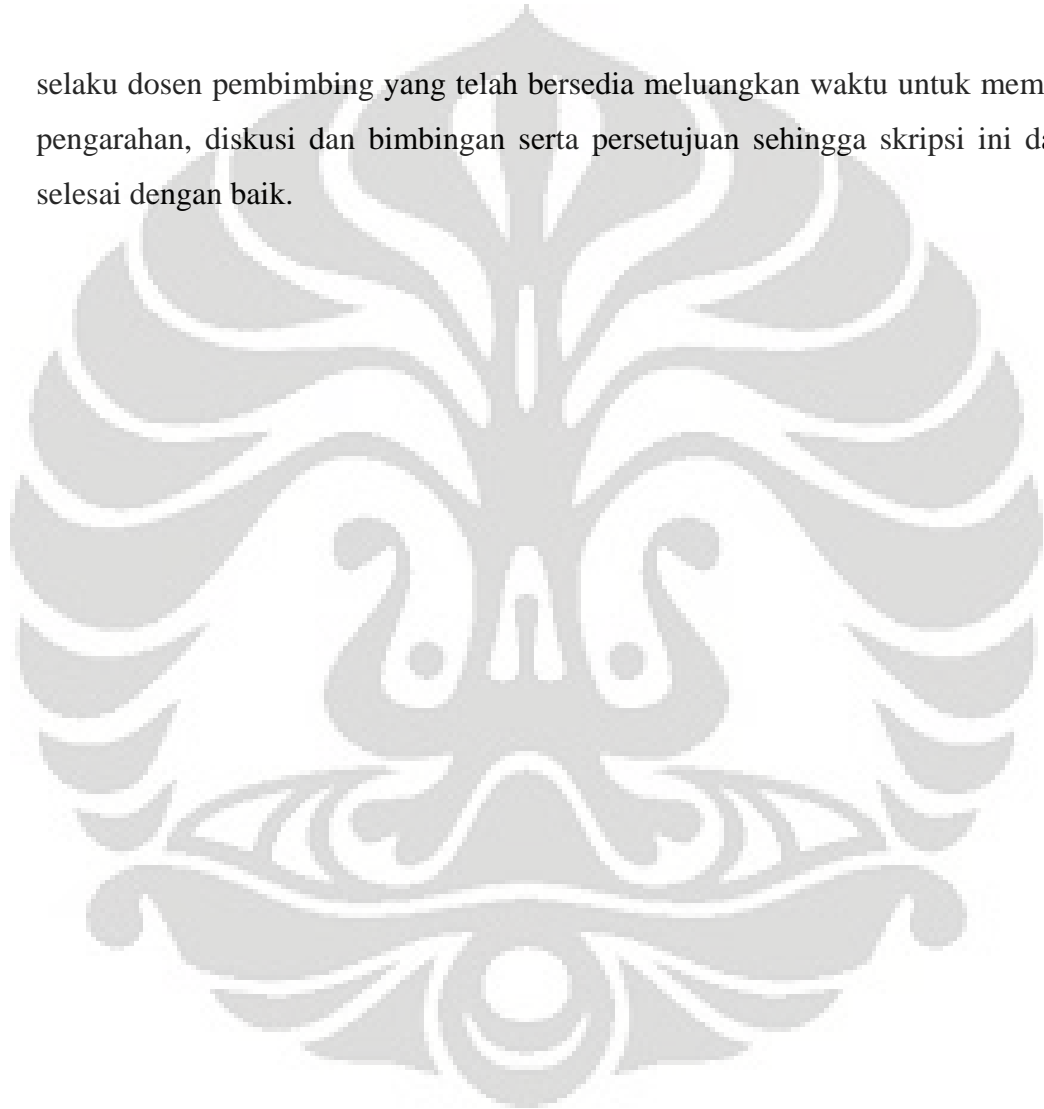 selaku dosen pembimbing yang telah bersedia meluangkan waktu untuk mem
pengarahan, diskusi dan bimbingan serta persetujuan sehingga skripsi ini da
selesai dengan baik.